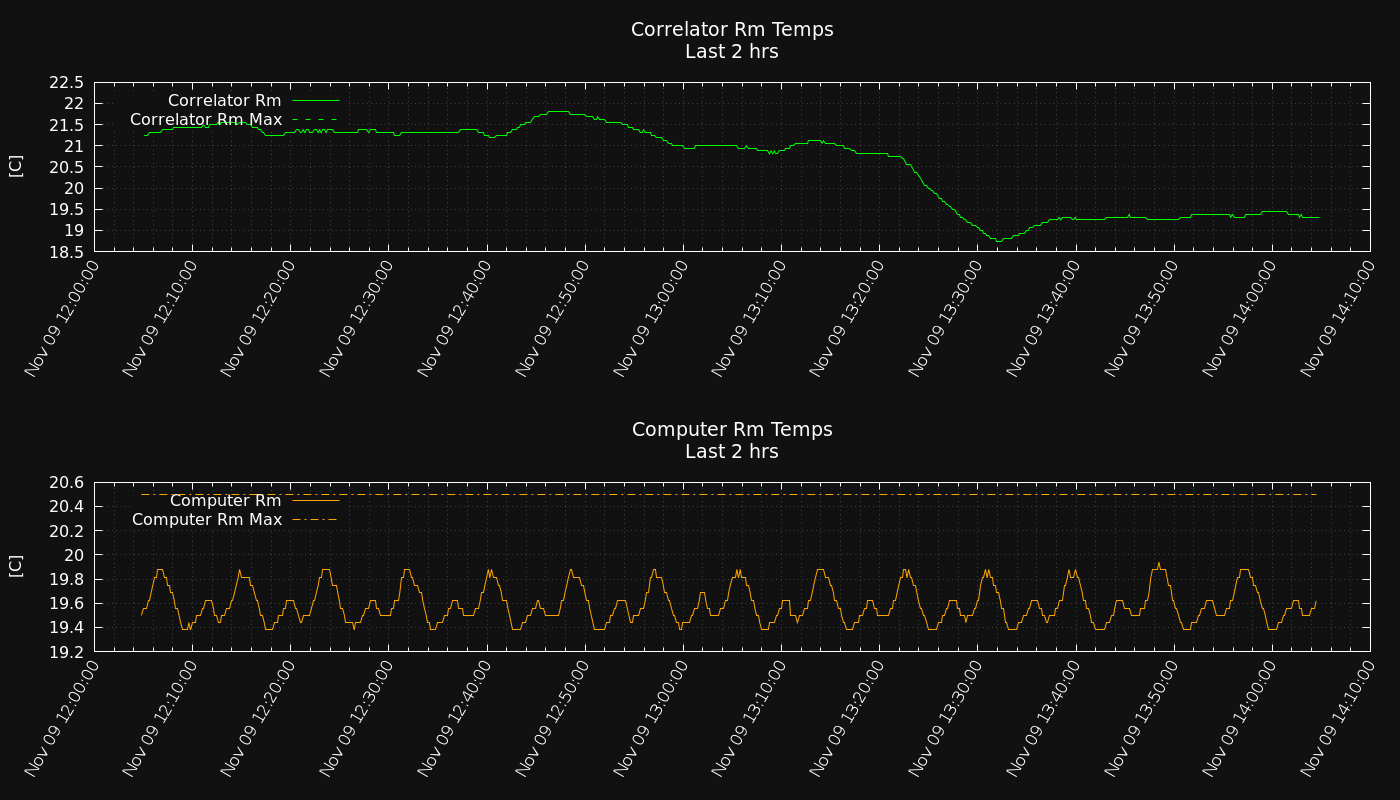 Correlator Rm Temps
Last 2 hrs
22.5
22
21.5
21
20.5
20
19.5
19
18.5
[C]
Correlator Rm
Correlator Rm Max
Nov 09 12:00:00
Nov 09 12:10:00
Nov 09 12:20:00
Nov 09 12:30:00
Nov 09 12:40:00
Nov 09 12:50:00
Nov 09 13:00:00
Nov 09 13:10:00
Nov 09 13:20:00
Nov 09 13:30:00
Nov 09 13:40:00
Nov 09 13:50:00
Nov 09 14:00:00
Nov 09 14:10:00
Computer Rm Temps
Last 2 hrs
20.6
20.4
20.2
20
19.8
19.6
19.4
19.2
[C]
Computer Rm
Computer Rm Max
Nov 09 12:00:00
Nov 09 12:10:00
Nov 09 12:20:00
Nov 09 12:30:00
Nov 09 12:40:00
Nov 09 12:50:00
Nov 09 13:00:00
Nov 09 13:10:00
Nov 09 13:20:00
Nov 09 13:30:00
Nov 09 13:40:00
Nov 09 13:50:00
Nov 09 14:00:00
Nov 09 14:10:00